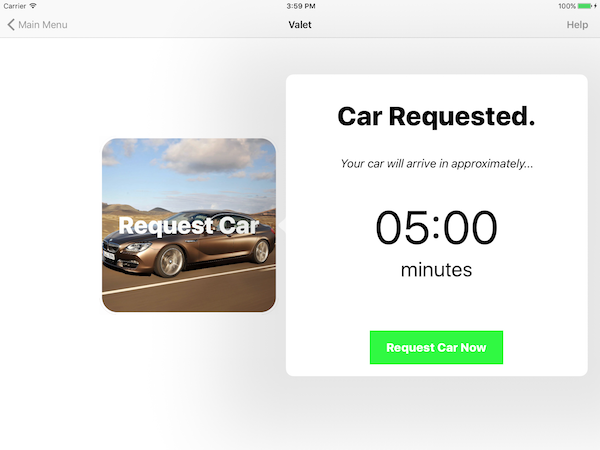 Carrier
3:59 PM
100%
Main Menu
Valet
Help
Request Car
Car Requested.
Your car will arrive in approximately...
05:00
minutes
Request Car Now